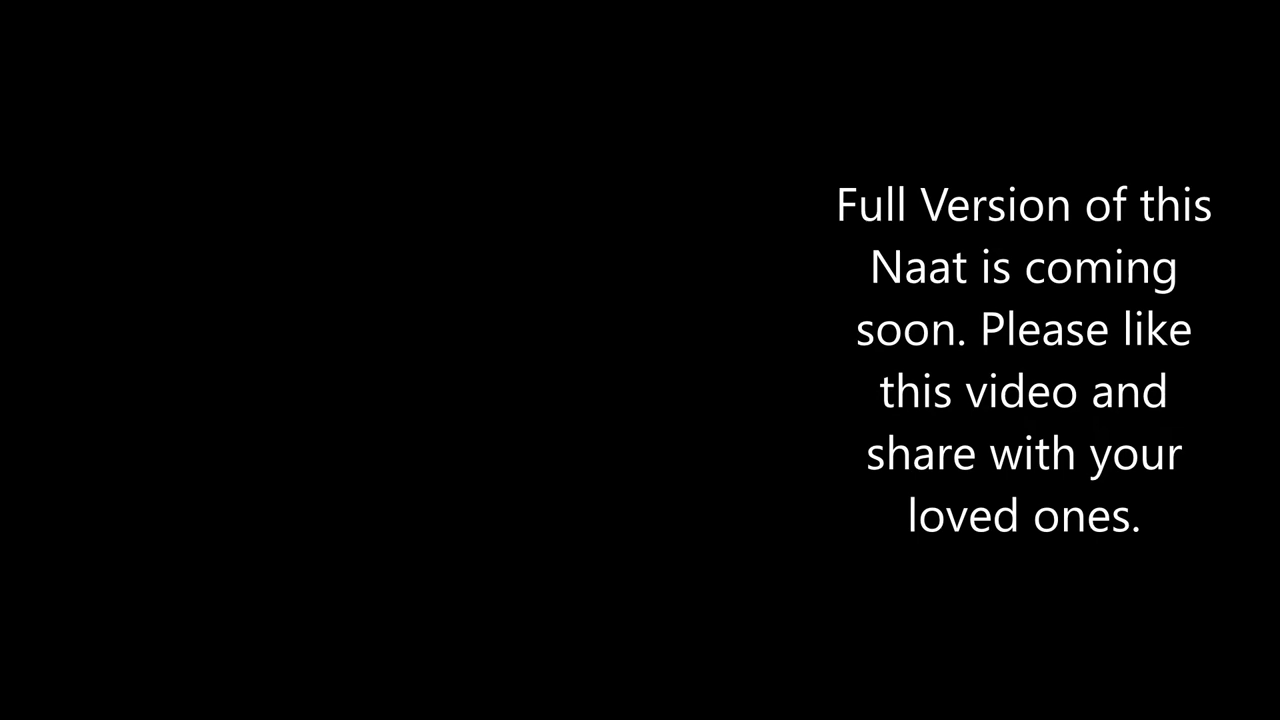 Full Version of this
Naat is coming
soon. Please like
this video and
share with your
loved ones.